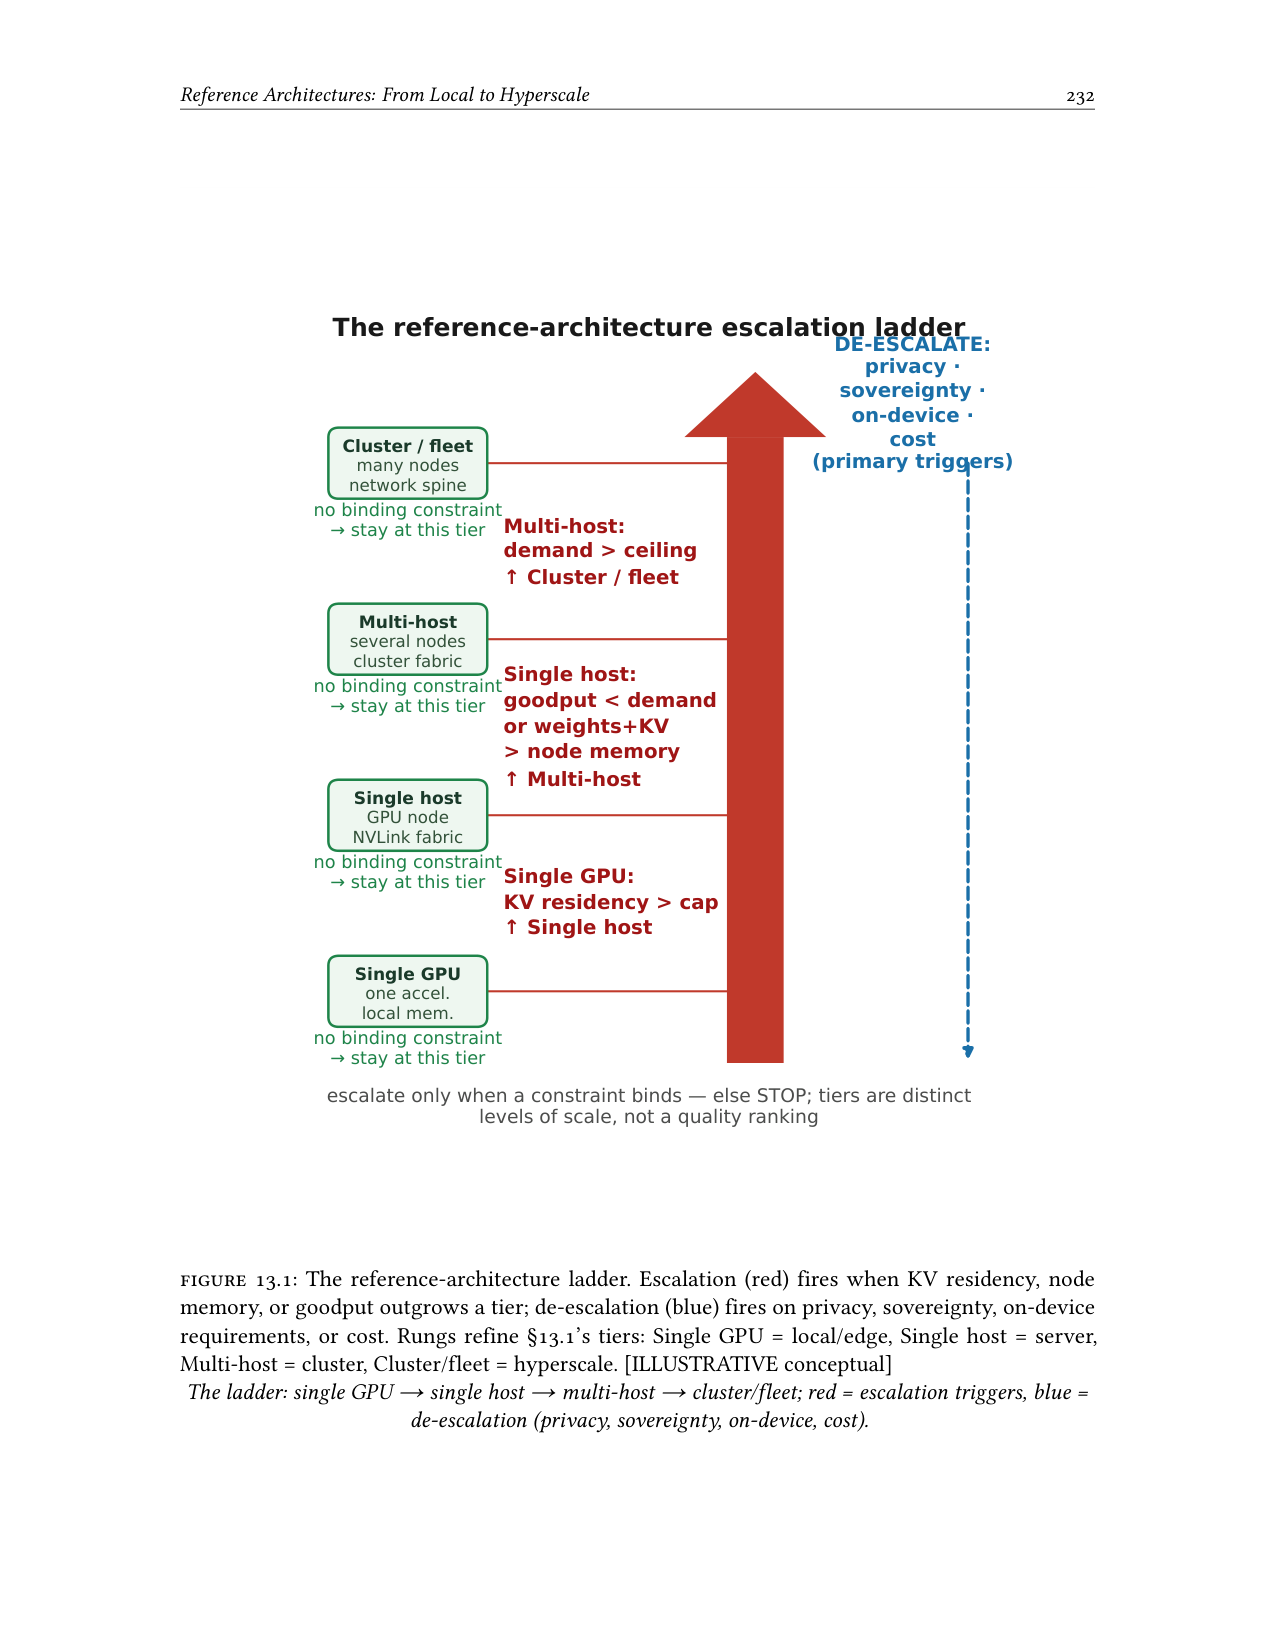 Reference Architectures: From Local to Hyperscale 232
The reference-architecture escalation ladder
DE-ESCALATE:
privacy ·
sovereignty ·
on-device ·
cost
(primary triggers)
Cluster / fleet
many nodes
network spine
no binding constraint
→ stay at this tier
Multi-host:
demand > ceiling
↑ Cluster / fleet
Multi-host
several nodes
cluster fabric
no binding constraint
→ stay at this tier
Single host:
goodput < demand
or weights+KV
> node memory
↑ Multi-host
Single host
GPU node
NVLink fabric
no binding constraint
→ stay at this tier
Single GPU:
KV residency > cap
↑ Single host
Single GPU
one accel.
local mem.
no binding constraint
→ stay at this tier
escalate only when a constraint binds — else STOP; tiers are distinct
levels of scale, not a quality ranking
FIGURE 13.1: The reference-architecture ladder. Escalation (red) fires when KV residency, node
memory, or goodput outgrows a tier; de-escalation (blue) fires on privacy, sovereignty, on-device
requirements, or cost. Rungs refine §13.1’s tiers: Single GPU = local/edge, Single host = server,
Multi-host = cluster, Cluster/fleet = hyperscale. [ILLUSTRATIVE conceptual]
The ladder: single GPU → single host → multi-host → cluster/fleet; red = escalation triggers, blue =
de-escalation (privacy, sovereignty, on-device, cost).